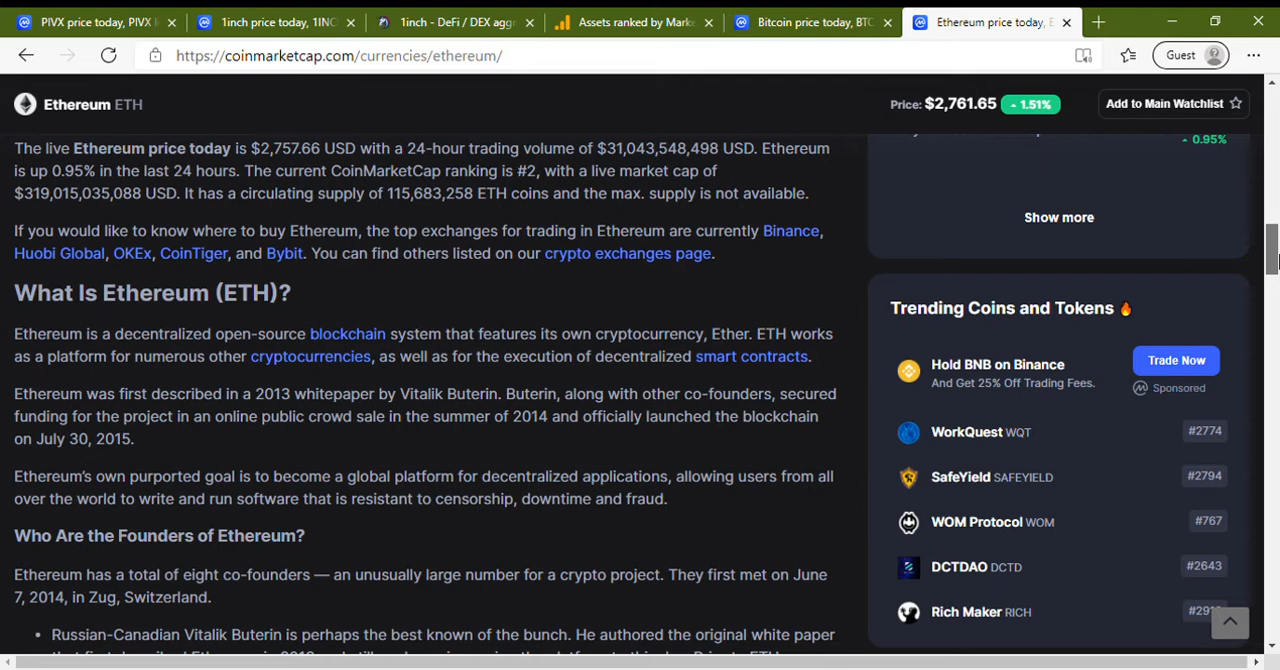 PIVX price today, PIVX
1inch price today, 1INC
1inch - DeFi / DEX agg
Assets ranked by Mark
Bitcoin price today, BTC
Ethereum price today, E
https://coinmarketcap.com/currencies/ethereum/
Guest
Ethereum ETH
Price: $2,761.65 1.51%
Add to Main Watchlist
0.95%
The live Ethereum price today is $2,757.66 USD with a 24-hour trading volume of $31,043,548,498 USD. Ethereum
is up 0.95% in the last 24 hours. The current CoinMarketCap ranking is #2, with a live market cap of
$319,015,035,088 USD. It has a circulating supply of 115,683,258 ETH coins and the max. supply is not available.
If you would like to know where to buy Ethereum, the top exchanges for trading in Ethereum are currently Binance,
Huobi Global, OKEx, CoinTiger, and Bybit. You can find others listed on our crypto exchanges page.
What Is Ethereum (ETH)?
Ethereum is a decentralized open-source blockchain system that features its own cryptocurrency, Ether. ETH works
as a platform for numerous other cryptocurrencies, as well as for the execution of decentralized smart contracts.
Ethereum was first described in a 2013 whitepaper by Vitalik Buterin. Buterin, along with other co-founders, secured
funding for the project in an online public crowd sale in the summer of 2014 and officially launched the blockchain
on July 30, 2015.
Ethereum's own purported goal is to become a global platform for decentralized applications, allowing users from all
over the world to write and run software that is resistant to censorship, downtime and fraud.
Who Are the Founders of Ethereum?
Ethereum has a total of eight co-founders — an unusually large number for a crypto project. They first met on June
7, 2014, in Zug, Switzerland.
• Russian-Canadian Vitalik Buterin is perhaps the best known of the bunch. He authored the original white paper
Show more
Trending Coins and Tokens
Hold BNB on Binance
And Get 25% Off Trading Fees.
Trade Now
Sponsored
WorkQuest WQT #2774
SafeYield SAFEYIELD #2794
WOM Protocol WOM #767
DCTDAO DCTD #2643
Rich Maker RICH